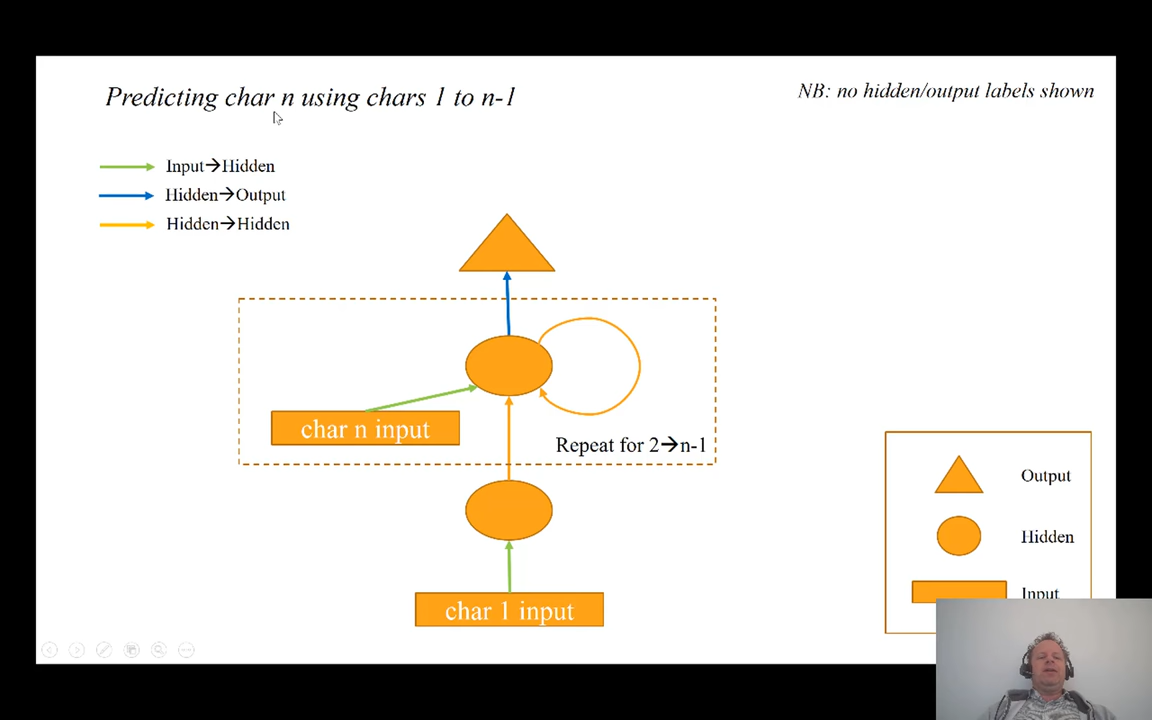 Predicting char n using chars 1 to n-1
NB: no hidden/output labels shown
Input→Hidden
Hidden→Output
Hidden→Hidden
char n input
Repeat for 2→n-1
char 1 input
Output
Hidden
Input